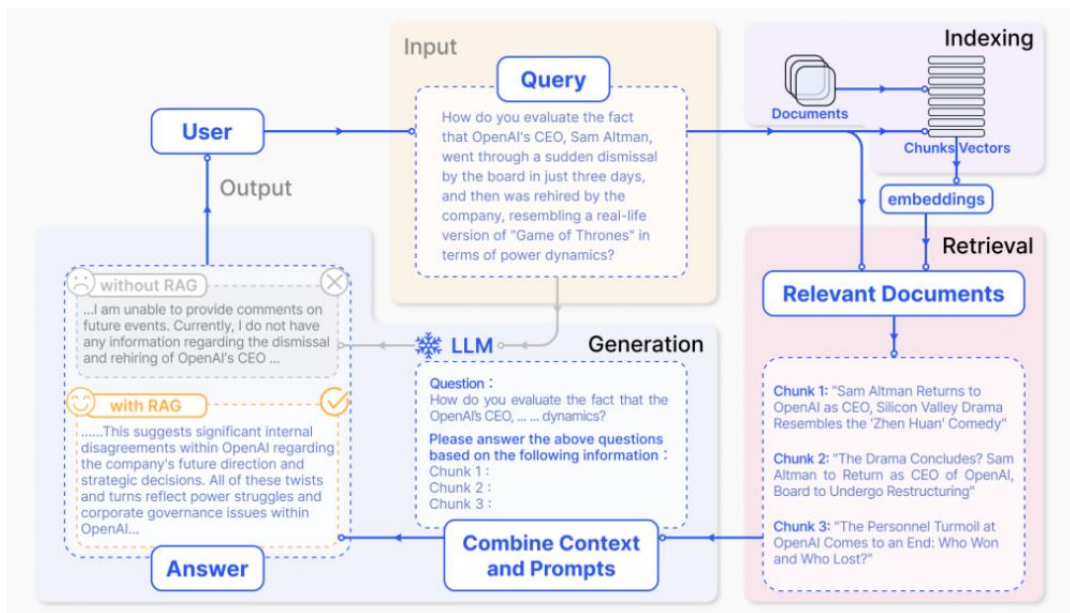 Input
Query
How do you evaluate the fact
that OpenAI's CEO, Sam Altman,
went through a sudden dismissal
by the board in just three days,
and then was rehired by the
company, resembling a real-life
version of "Game of Thrones" in
terms of power dynamics?
Indexing
Documents
Chunks Vectors
embeddings
User
Output
Retrieval
Relevant Documents
Chunk 1: "Sam Altman Returns to
OpenAI as CEO, Silicon Valley Drama
Resembles the 'Zhen Huan' Comedy"
Chunk 2: "The Drama Concludes? Sam
Altman to Return as CEO of OpenAI,
Board to Undergo Restructuring"
Chunk 3: "The Personnel Turmoil at
OpenAI Comes to an End: Who Won
and Who Lost?"
LLM
Generation
Question :
How do you evaluate the fact that the
OpenAI's CEO, ... ... dynamics?
Please answer the above questions
based on the following information :
Chunk 1 :
Chunk 2 :
Chunk 3 :
Combine Context
and Prompts
without RAG
...I am unable to provide comments on
future events. Currently, I do not have
any information regarding the dismissal
and rehiring of OpenAI's CEO ...
with RAG
......This suggests significant internal
disagreements within OpenAI regarding
the company's future direction and
strategic decisions. All of these twists
and turns reflect power struggles and
corporate governance issues within
OpenAI...
Answer